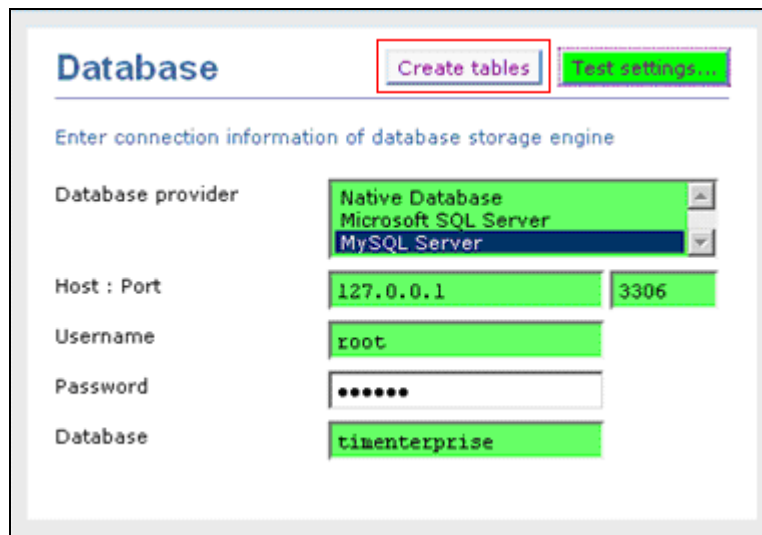 Database
Create tables
Test settings...
Enter connection information of database storage engine
Database provider
Native Database
Microsoft SQL Server
MySQL Server
Host : Port
127.0.0.1
3306
Username
root
Password
••••••
Database
timenterprise